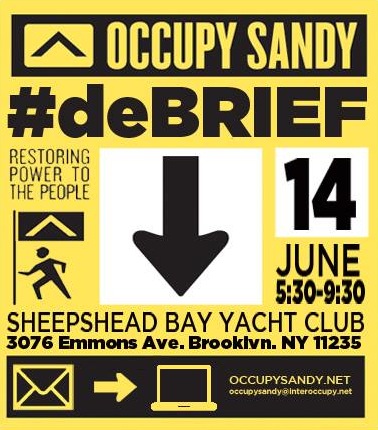 OCCUPY SANDY
#deBRIEF
RESTORING
POWER TO
THE PEOPLE
14
JUNE
5:30-9:30
SHEEPSHEAD BAY YACHT CLUB
3076 Emmons Ave. Brooklyn. NY 11235
OCCUPYSANDY.NET
occupysandy@interoccupy.net